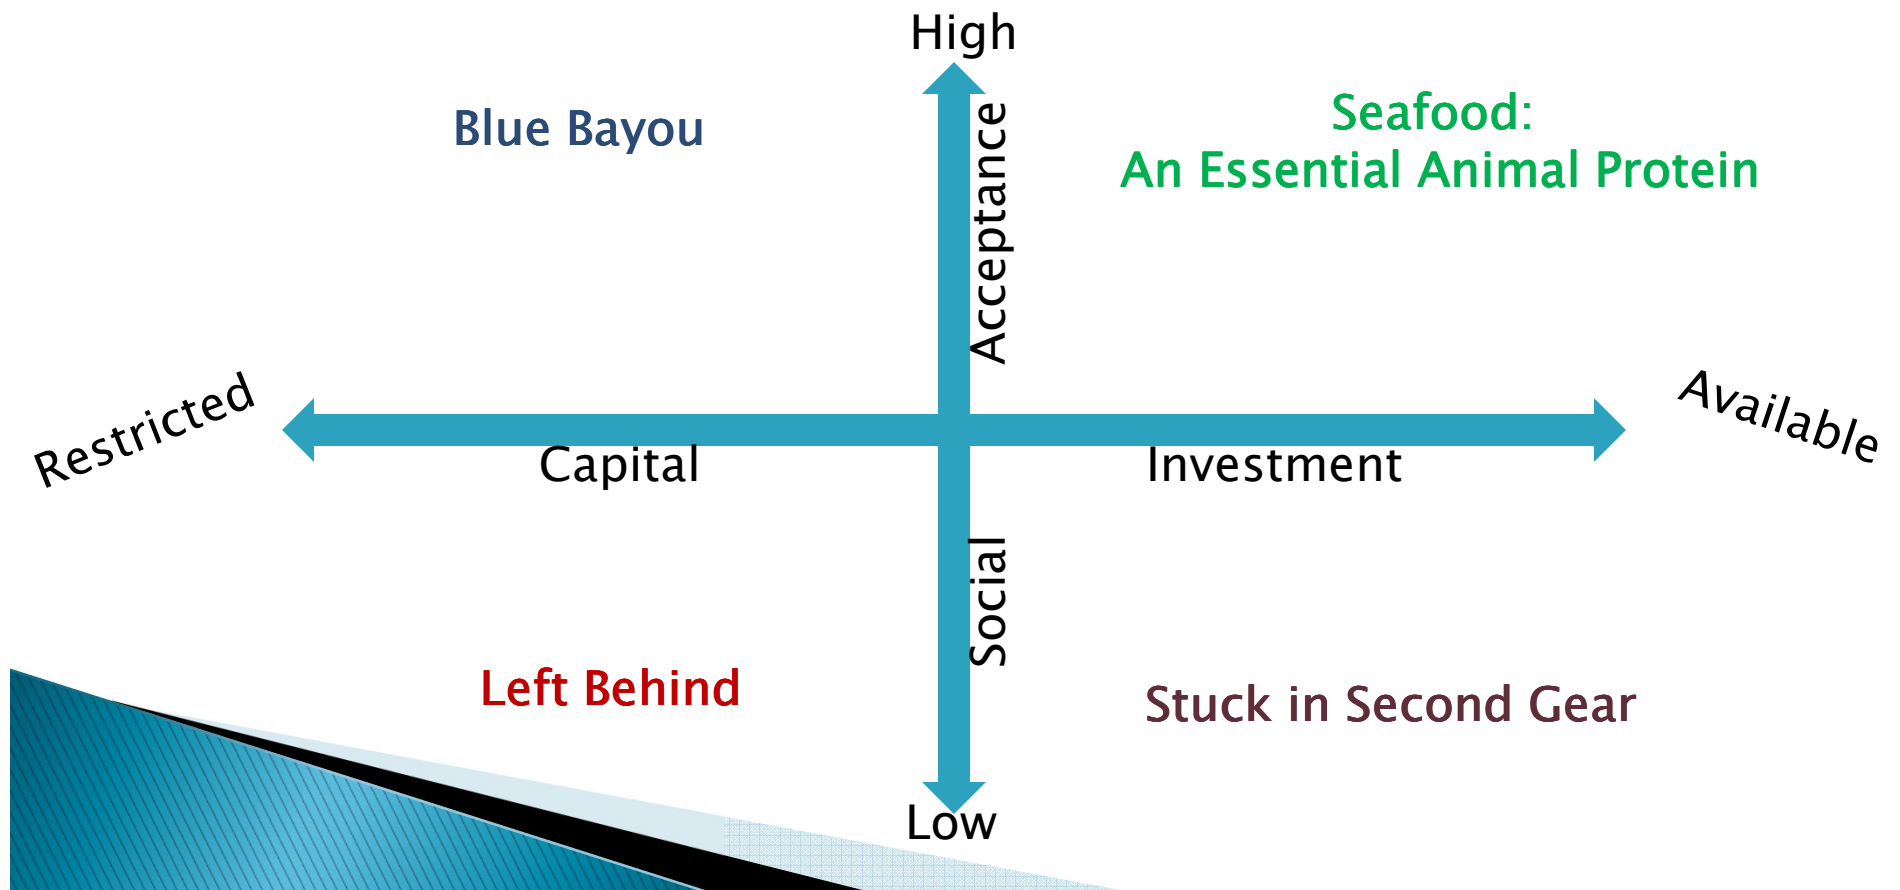 High
Blue Bayou
Seafood:
An Essential Animal Protein
Acceptance
Restricted
Available
Capital
Investment
Social
Left Behind
Stuck in Second Gear
Low